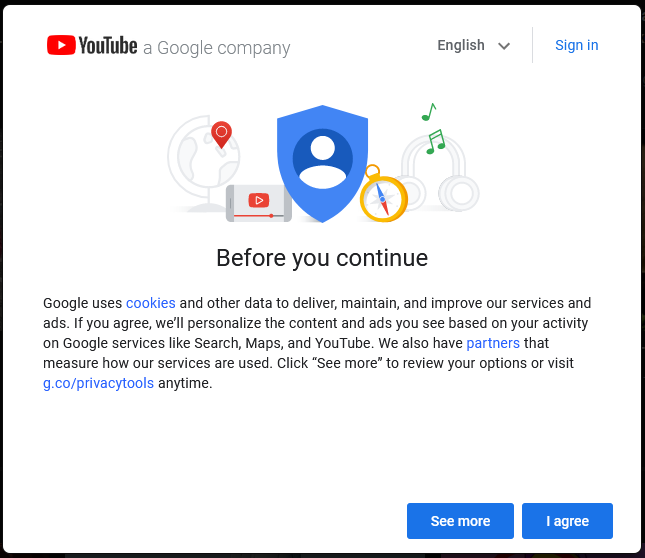 YouTube a Google company
English
Sign in
Before you continue
Google uses cookies and other data to deliver, maintain, and improve our services and
ads. If you agree, we’ll personalize the content and ads you see based on your activity
on Google services like Search, Maps, and YouTube. We also have partners that
measure how our services are used. Click “See more” to review your options or visit
g.co/privacytools anytime.
See more
I agree